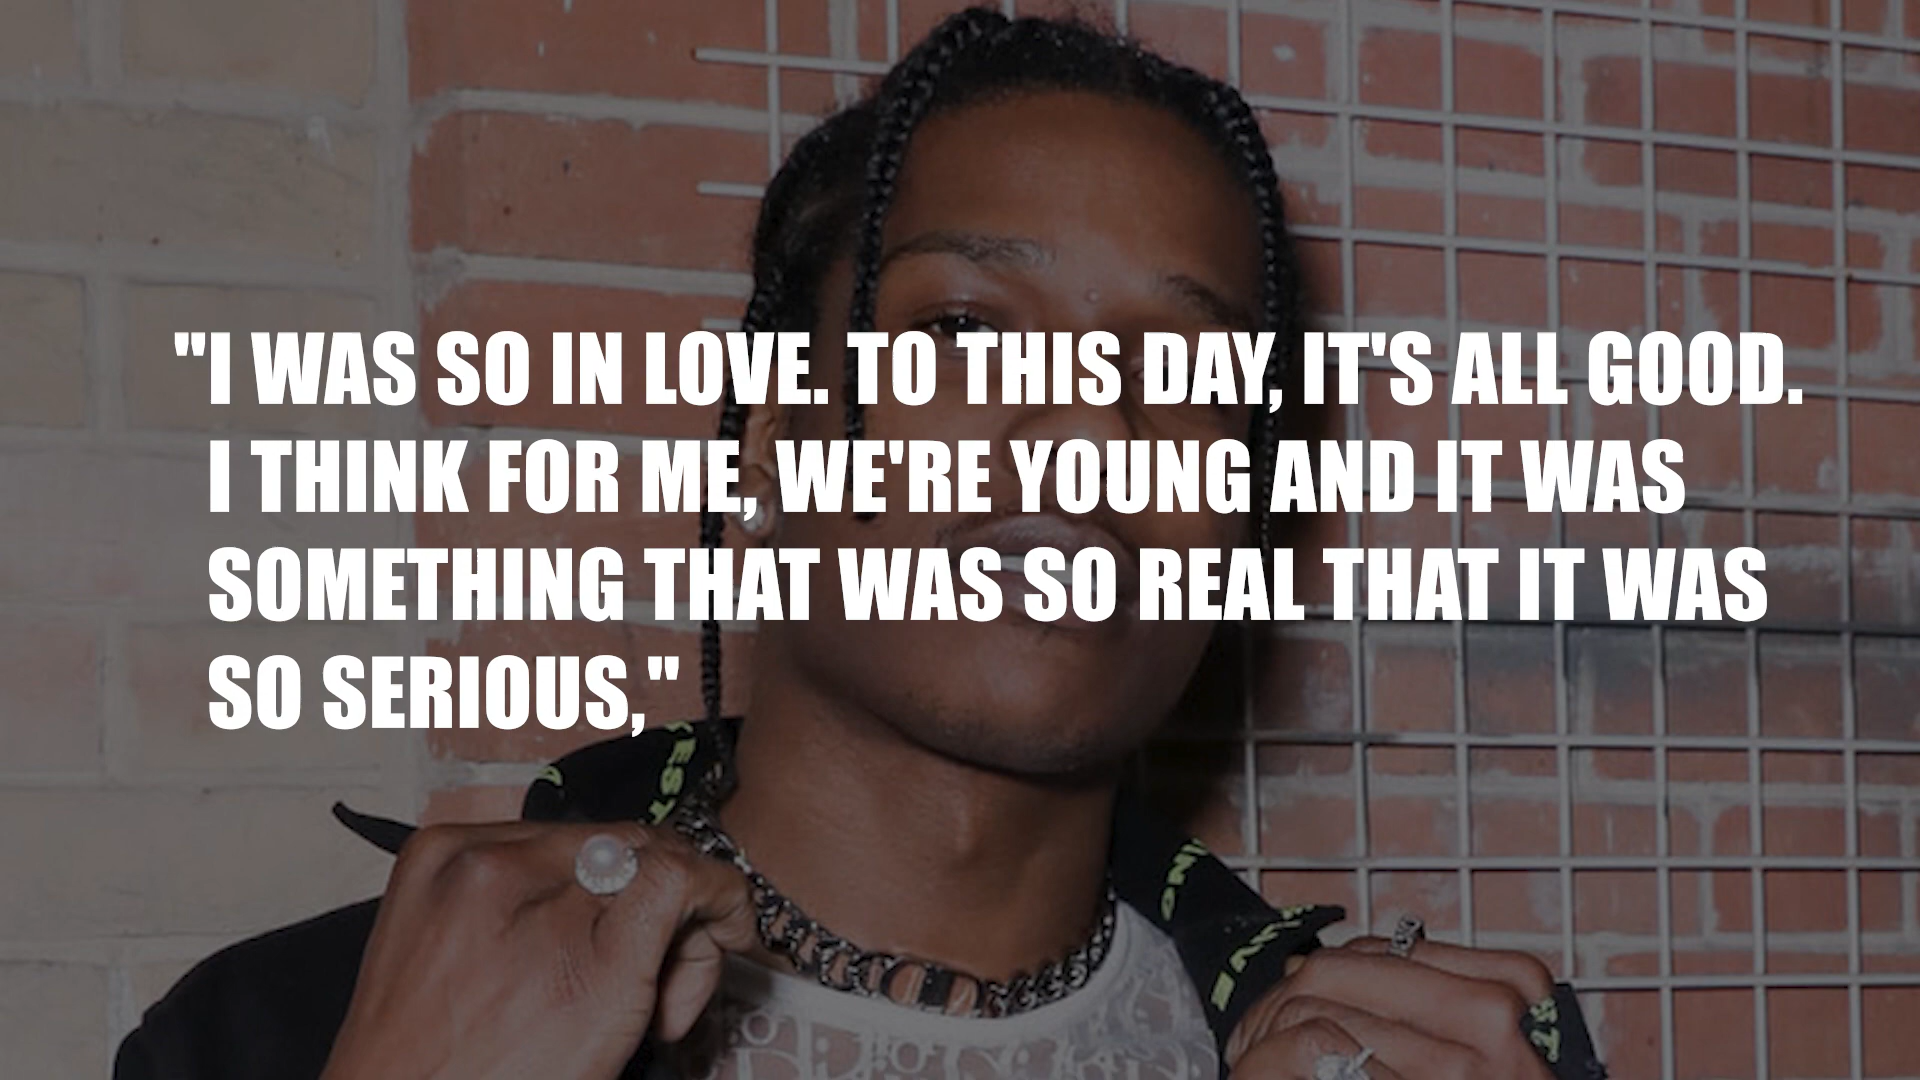 "I WAS SO IN LOVE. TO THIS DAY, IT'S ALL GOOD.
I THINK FOR ME, WE'RE YOUNG AND IT WAS
SOMETHING THAT WAS SO REAL THAT IT WAS
SO SERIOUS,"